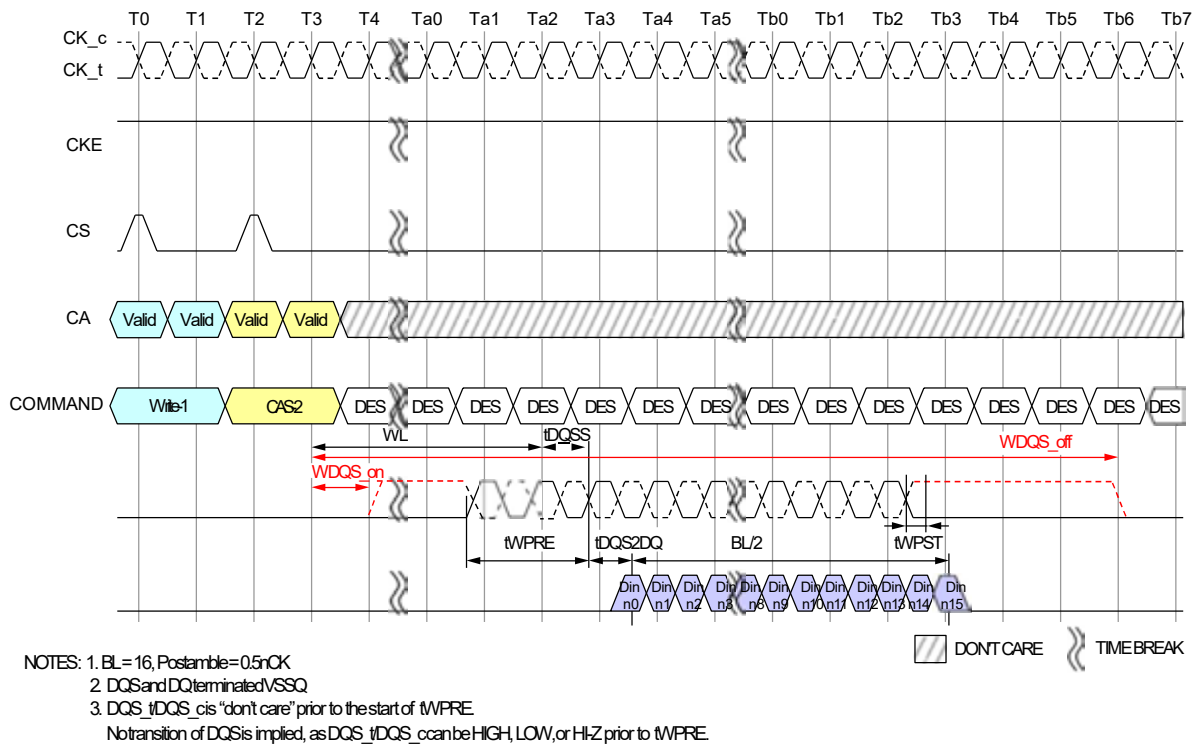 T0 T1 T2 T3 T4 Ta0 Ta1 Ta2 Ta3 Ta4 Ta5 Tb0 Tb1 Tb2 Tb3 Tb4 Tb5 Tb6 Tb7
CK_c
CK_t
CKE
CS
CA Valid Valid Valid Valid
COMMAND Write-1 CAS-2 DES DES DES DES DES DES DES DES DES DES DES DES DES DES DES
WL tDQSS WDQS_off
WDQS_on
tWPRE tDQS2DQ BL/2 tWPST
Din Din Din Din Din Din Din Din Din Din Din Din
n0 n1 n2 n3 n8 n9 n10 n11 n12 n13 n14 n15
DON'T CARE TIME BREAK
NOTES: 1. BL = 16, Postamble = 0.5nCK
2. DQS and DQ terminated VSSQ
3. DQS_t/DQS_c is “don't care” prior to the start of tWPRE.
No transition of DQS is implied, as DQS_t/DQS_c can be HIGH, LOW, or HI-Z prior to tWPRE.